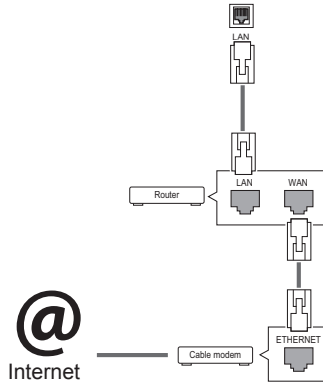 LAN
LAN WAN
Router
ETHERNET
@
Internet
Cable modem